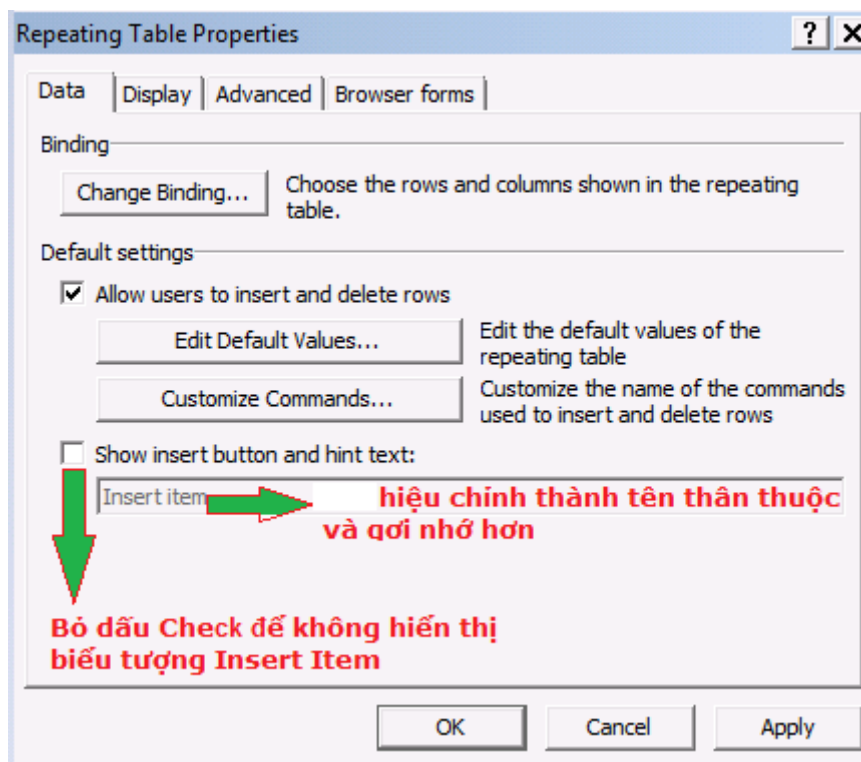 Repeating Table Properties
Data Display Advanced Browser forms
Binding
Change Binding...
Choose the rows and columns shown in the repeating
table.
Default settings
Allow users to insert and delete rows
Edit Default Values...
Edit the default values of the
repeating table
Customize Commands...
Customize the name of the commands
used to insert and delete rows
Show insert button and hint text:
Insert item
hiệu chỉnh thành tên thân thuộc
và gợi nhớ hơn
Bỏ dấu Check để không hiển thị
biểu tượng Insert Item
OK Cancel Apply